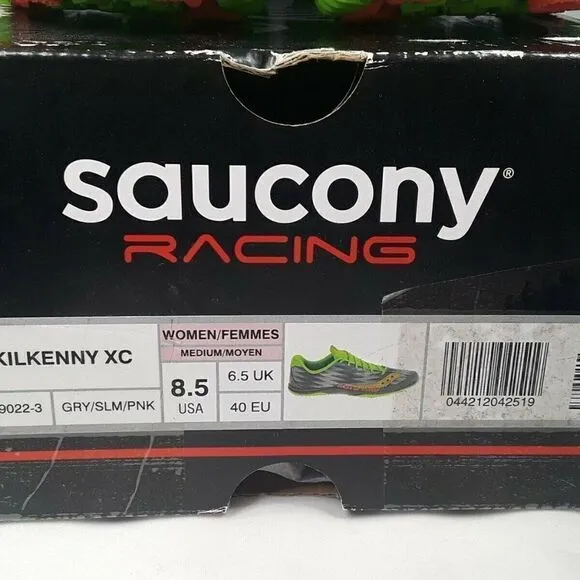 saucony®
RACING
KILKENNY XC
WOMEN/FEMMES
MEDIUM/MOYEN
8.5
USA
6.5 UK
40 EU
9022-3
GRY/SLM/PNK
044212042519